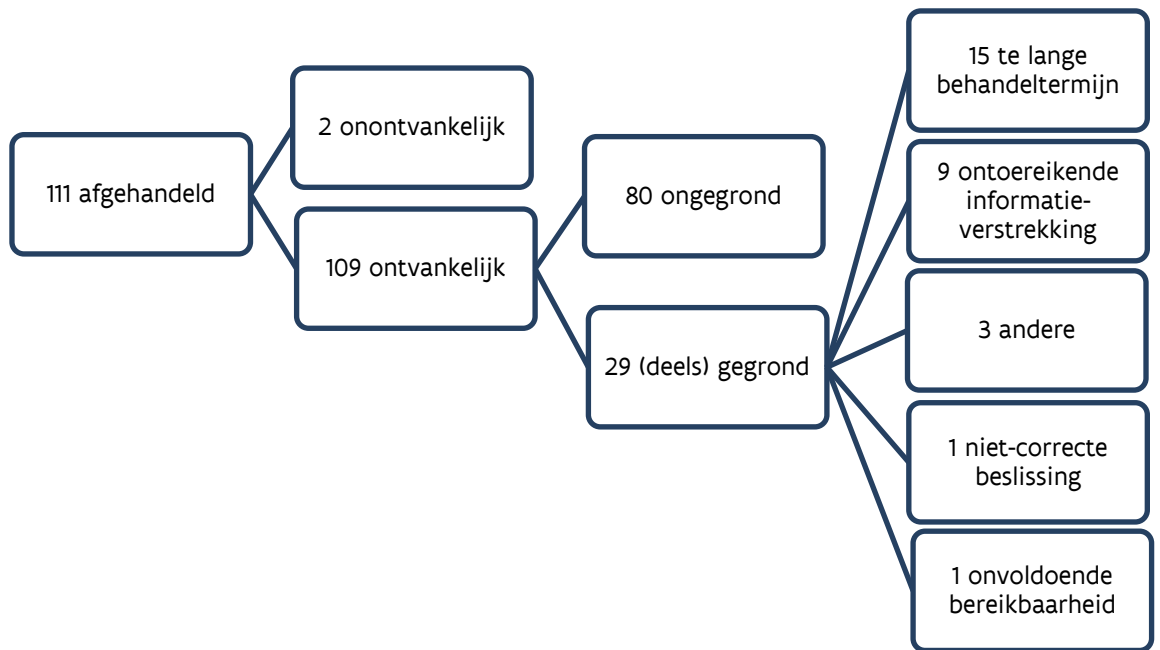 111 afgehandeld
2 onontvankelijk
109 ontvankelijk
80 ongegrond
29 (deels) gegrond
15 te lange
behandeltermijn
9 ontoereikende
informatie-
verstrekking
3 andere
1 niet-correcte
beslissing
1 onvoldoende
bereikbaarheid